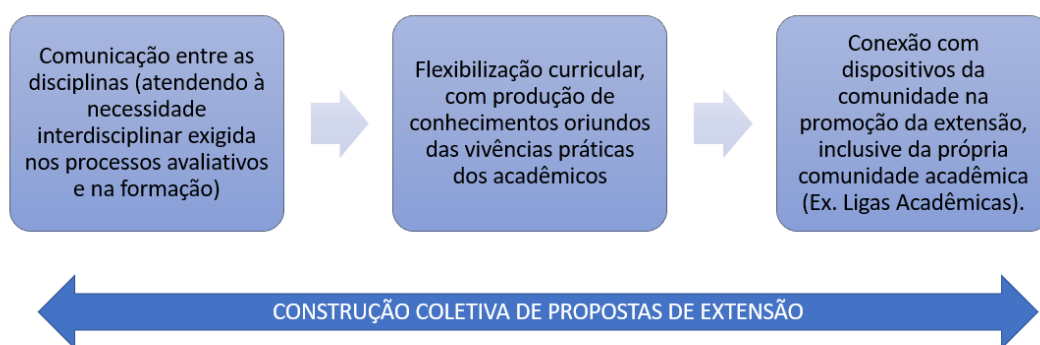 Comunicação entre as
disciplinas (atendendo à
necessidade
interdisciplinar exigida
nos processos avaliativos
e na formação)
Flexibilização curricular,
com produção de
conhecimentos oriundos
das vivências práticas
dos acadêmicos
Conexão com
dispositivos da
comunidade na
promoção da extensão,
inclusive da própria
comunidade acadêmica
(Ex. Ligas Acadêmicas).
CONSTRUÇÃO COLETIVA DE PROPOSTAS DE EXTENSÃO